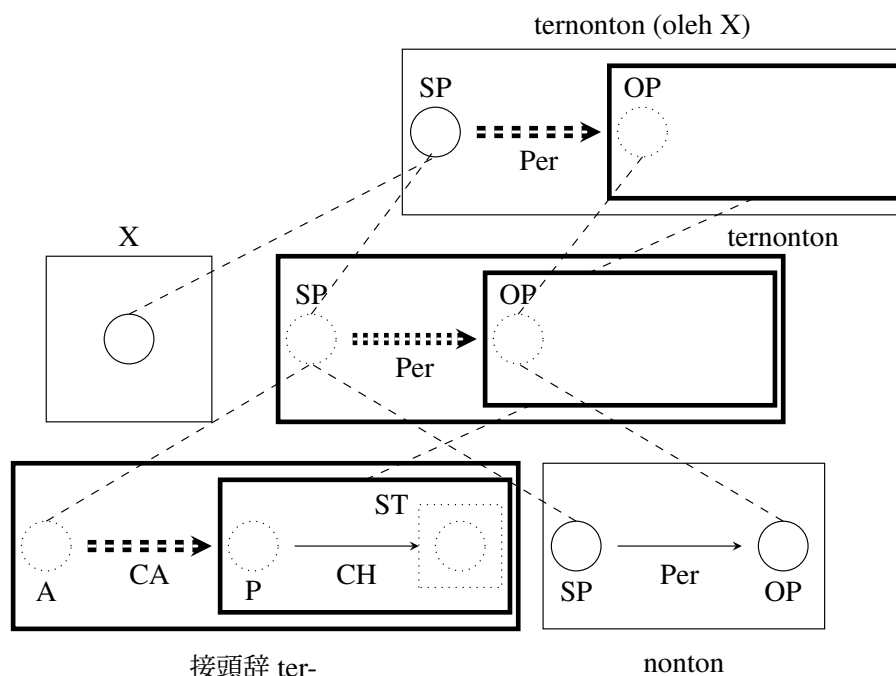 ternonton (oleh X)
SP
OP
Per
X
ternonton
SP
OP
Per
ST
A
CA
P
CH
SP
Per
OP
接頭辞 ter-
nonton